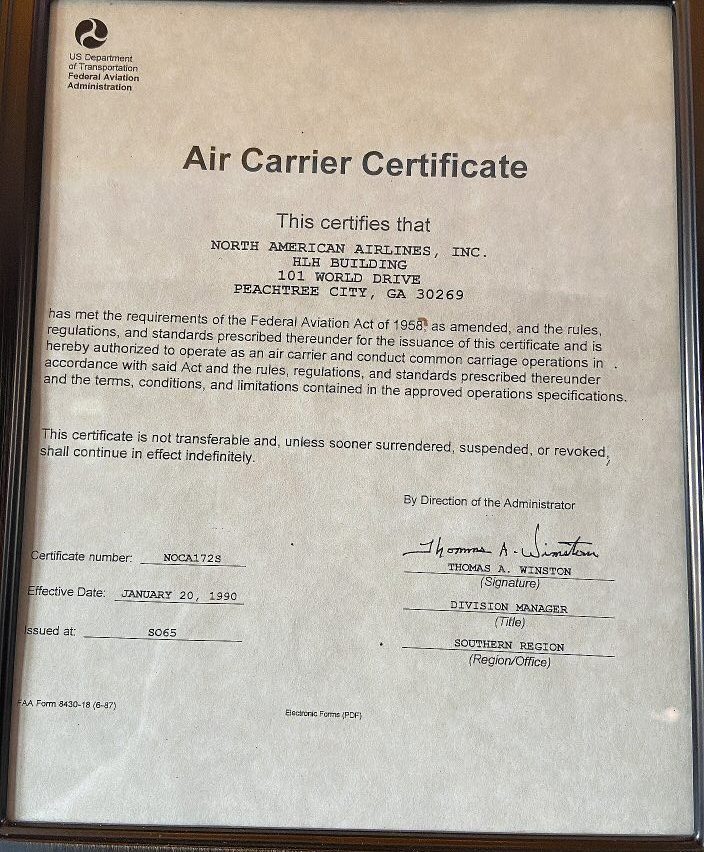 US Department
of Transportation
Federal Aviation
Administration
Air Carrier Certificate
This certifies that
NORTH AMERICAN AIRLINES, INC.
HLH BUILDING
101 WORLD DRIVE
PEACHTREE CITY, GA 30269
has met the requirements of the Federal Aviation Act of 1958, as amended, and the rules,
regulations, and standards prescribed thereunder for the issuance of this certificate and is
hereby authorized to operate as an air carrier and conduct common carriage operations in
accordance with said Act and the rules, regulations, and standards prescribed thereunder
and the terms, conditions, and limitations contained in the approved operations specifications.
This certificate is not transferable and, unless sooner surrendered, suspended, or revoked,
shall continue in effect indefinitely.
By Direction of the Administrator
Certificate number: NOCA172S
Effective Date: JANUARY 20, 1990
Issued at: SO65
Thomas A. Winston
THOMAS A. WINSTON
(Signature)
DIVISION MANAGER
(Title)
SOUTHERN REGION
(Region/Office)
FAA Form 8430-18 (6-87)
Electronic Forms (PDF)